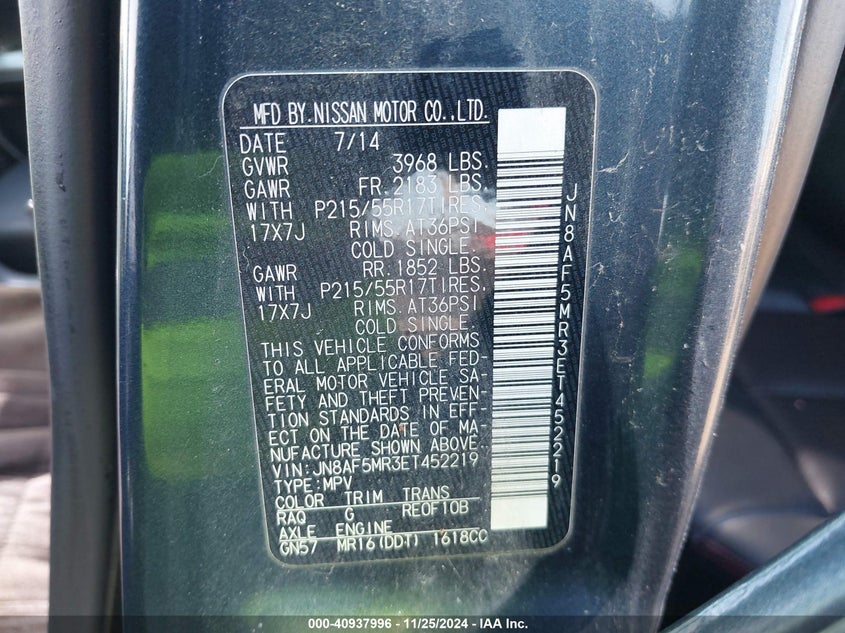 MFD BY. NISSAN MOTOR CO.,LTD.
DATE 7/14
GVWR 3968 LBS.
GAWR FR. 2183 LBS
WITH P215/55R17TIRES
17X7J RIMS. AT36PSI
COLD SINGLE.
GAWR RR. 1852 LBS.
WITH P215/55R17TIRES.
17X7J RIMS. AT36PSI
COLD SINGLE.
THIS VEHICLE CONFORMS
TO ALL APPLICABLE FED-
ERAL MOTOR VEHICLE SA-
FETY AND THEFT PREVEN-
TION STANDARDS IN EFF-
ECT ON THE DATE OF MA-
NUFACTURE SHOWN ABOVE.
VIN: JN8AF5MR3ET452219
TYPE: MPV
COLOR TRIM TRANS
RAQ G RE0F10B
AXLE ENGINE
GN57 MR16(DDT) 1618CC
JN8AF5MR3ET452219
000-40937996 - 11/25/2024 - IAA Inc.